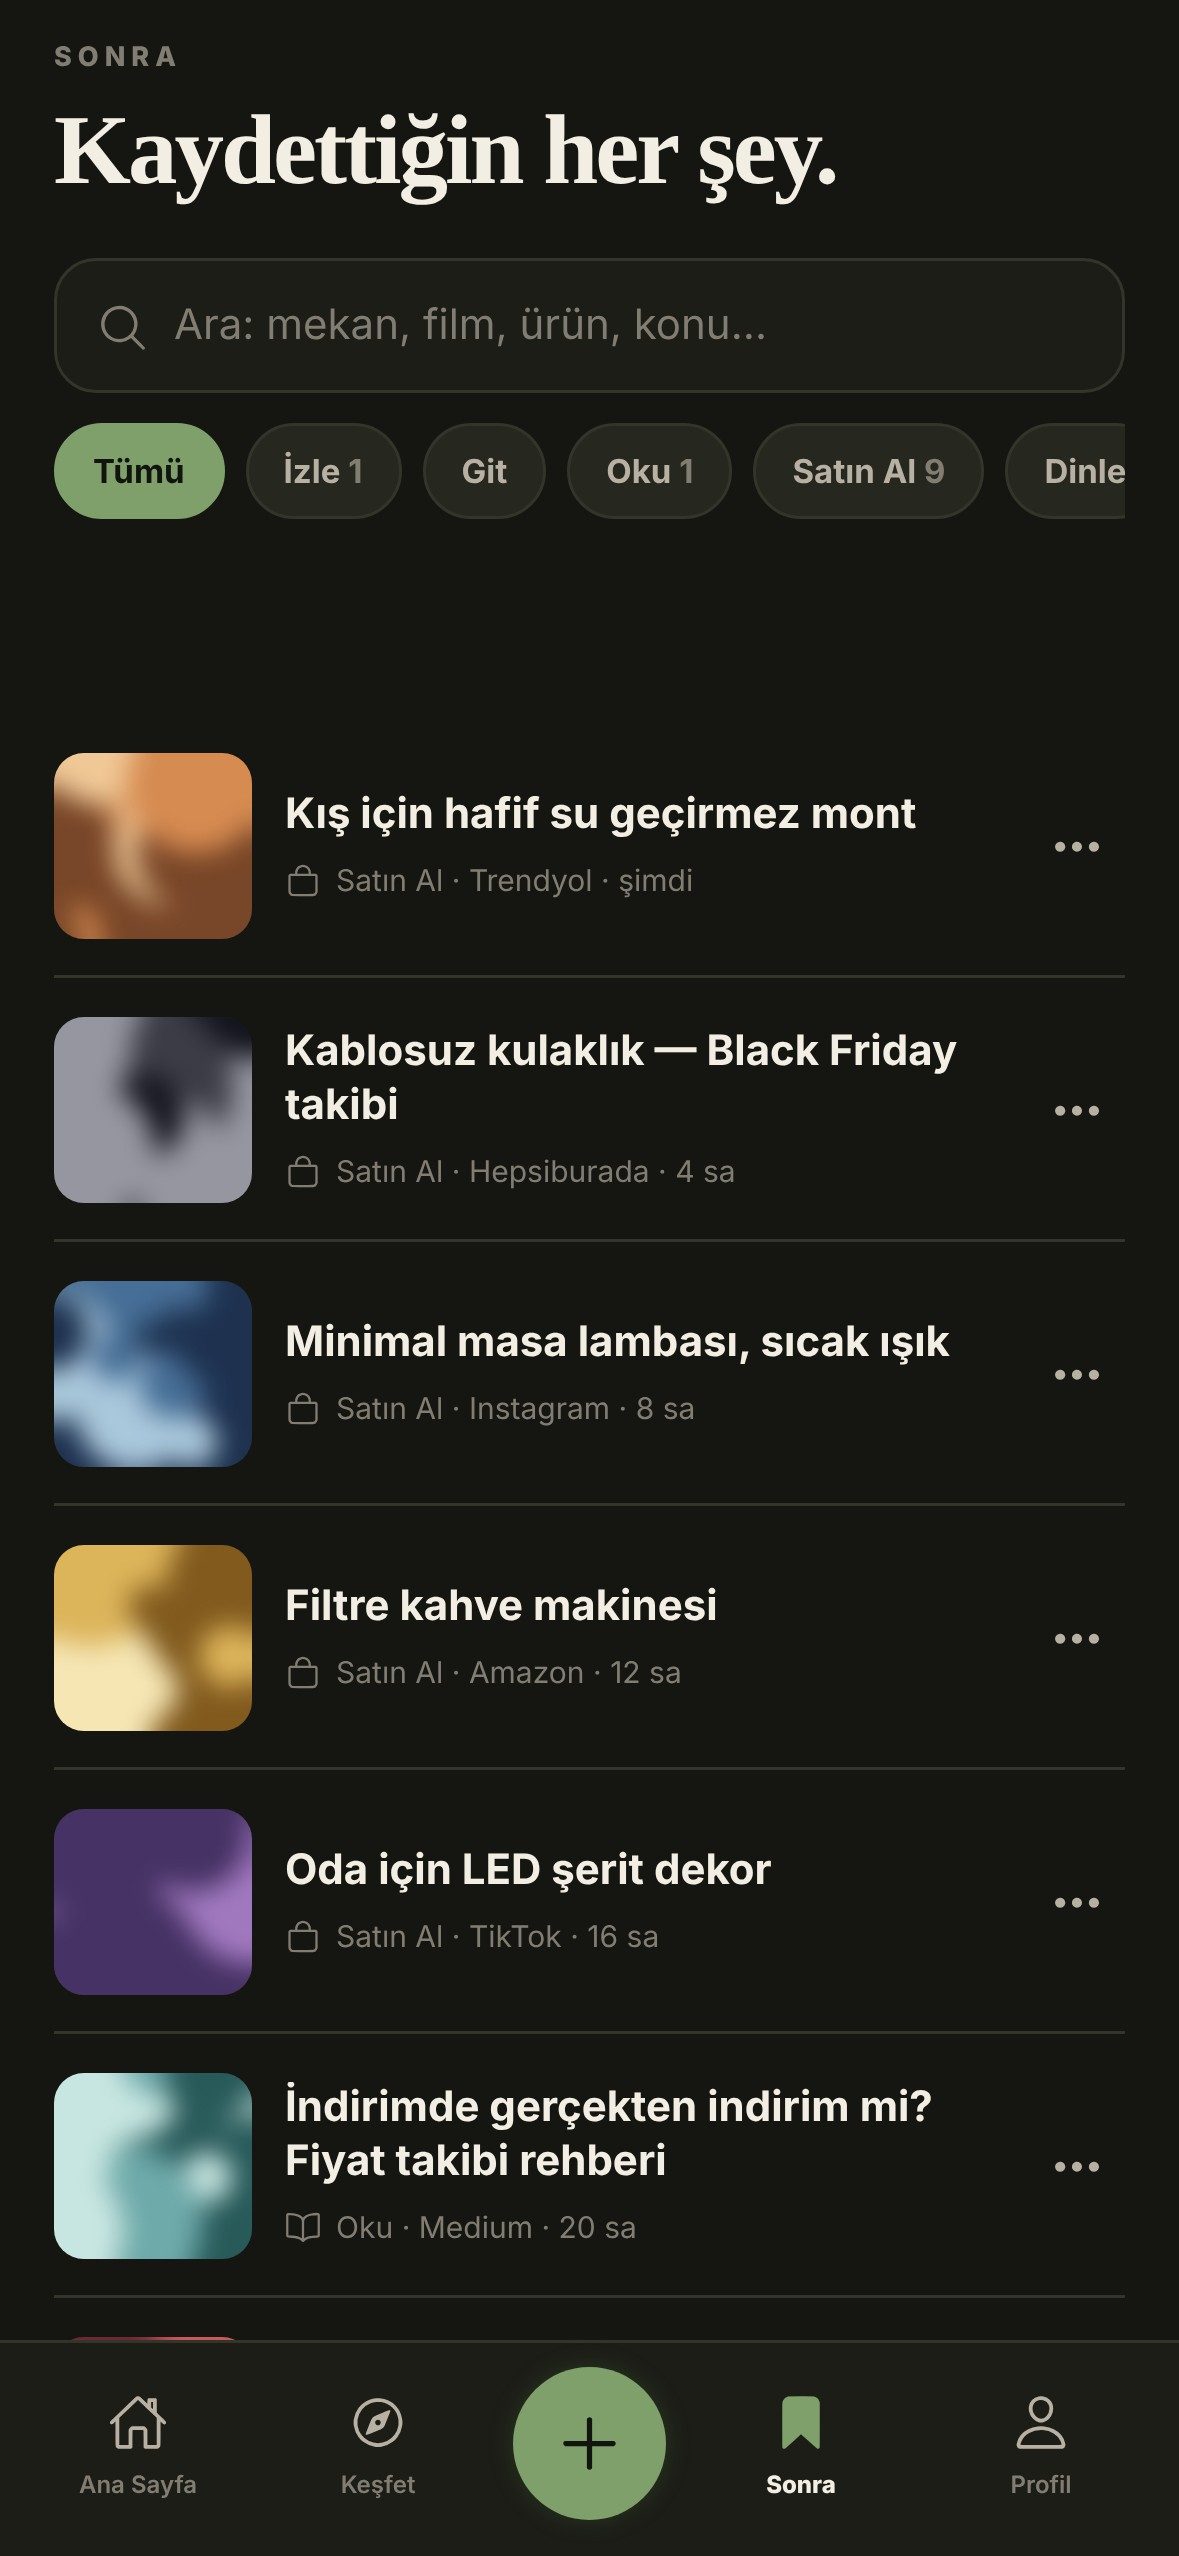 SONRA
Kaydettiğin her şey.
Ara: mekan, film, ürün, konu...
Tümü
İzle 1
Git
Oku 1
Satın Al 9
Dinle
Kış için hafif su geçirmez mont
Satın Al · Trendyol · şimdi
Kablosuz kulaklık — Black Friday
takibi
Satın Al · Hepsiburada · 4 sa
Minimal masa lambası, sıcak ışık
Satın Al · Instagram · 8 sa
Filtre kahve makinesi
Satın Al · Amazon · 12 sa
Oda için LED şerit dekor
Satın Al · TikTok · 16 sa
İndirimde gerçekten indirim mi?
Fiyat takibi rehberi
Oku · Medium · 20 sa
Ana Sayfa
Keşfet
Sonra
Profil